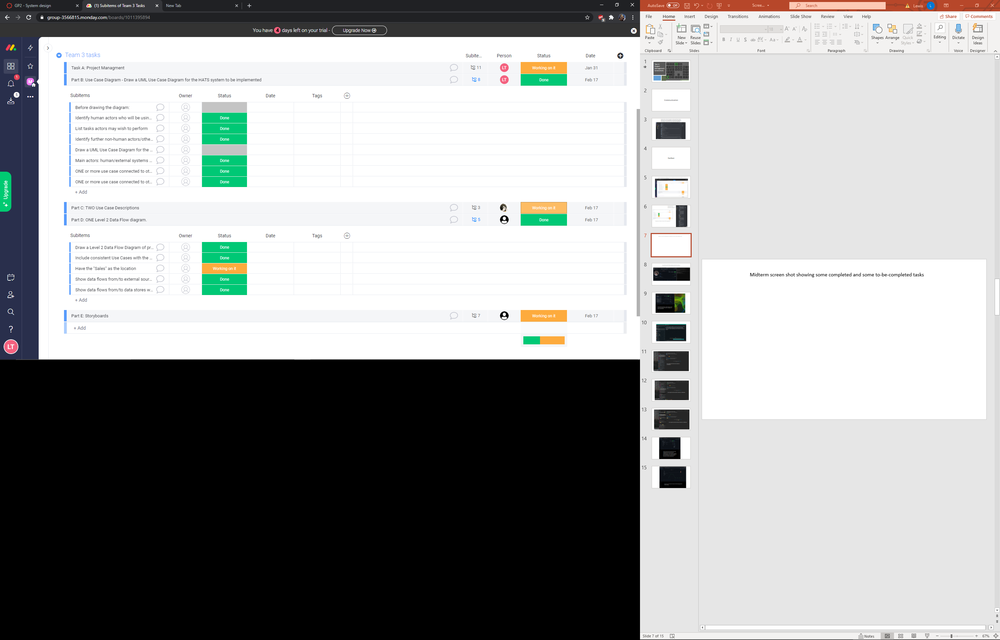 GP2 - System design
(1) Subitems of Team 3 Tasks
New Tab
group-3566815.monday.com/boards/1011395894
9
You have 4 days left on your trial - Upgrade Now
Team 3 tasks
Subite... Person Status Date
Task A: Project Managment 11 LT Working on it Jan 31
Part B: Use Case Diagram - Draw a UML Use Case Diagram for the HATS system to be implemented 8 LT Done Feb 17
Subitems Owner Status Date Tags
Before drawing the diagram:
Identify human actors who will be usin... Done
List tasks actors may wish to perform Done
Identify further non-human actors/othe... Done
Draw a UML Use Case Diagram for the ...
Main actors: human/external systems ... Done
ONE or more use case connected to ot... Done
ONE or more use case connected to ot... Done
+ Add
Part C: TWO Use Case Descriptions 3 Working on it Feb 17
Part D: ONE Level 2 Data Flow diagram. 5 Done Feb 17
Subitems Owner Status Date Tags
Draw a Level 2 Data Flow Diagram of pr... Done
Include consistent Use Cases with the ... Done
Have the "Sales" as the location Working on it
Show data flows from/to external sour... Done
Show data flows from/to data stores w... Done
+ Add
Part E: Storyboards 7 Working on it Feb 17
+ Add
1
M
5
Upgrade
?
LT
AutoSave Off Scree... Search Lewis L
File Home Insert Design Transitions Animations Slide Show Review View Help Share Comments
Paste New Slide Reuse Slides 18 Shapes Arrange Quick Styles Editing Dictate Design Ideas
B I U S ab AV Aa A
Clipboard Slides Font Paragraph Drawing Voice Designer
1
Task A: Project Management Screenshots
2
Communication
3
4
Kanban
5
6
7
8
9
10
11
12
13
14
15
Midterm screen shot showing some completed and some to-be-completed tasks
Slide 7 of 15 Notes 67%